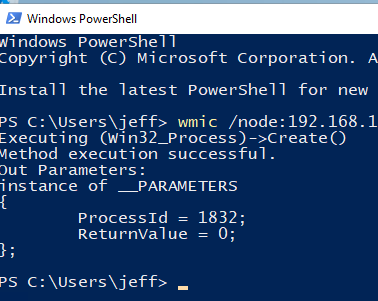 Windows PowerShell
Windows PowerShell
Copyright (C) Microsoft Corporation. A
Install the latest PowerShell for new
PS C:\Users\jeff> wmic /node:192.168.1
Executing (Win32_Process)->Create()
Method execution successful.
Out Parameters:
instance of __PARAMETERS
{
ProcessId = 1832;
ReturnValue = 0;
};
PS C:\Users\jeff>